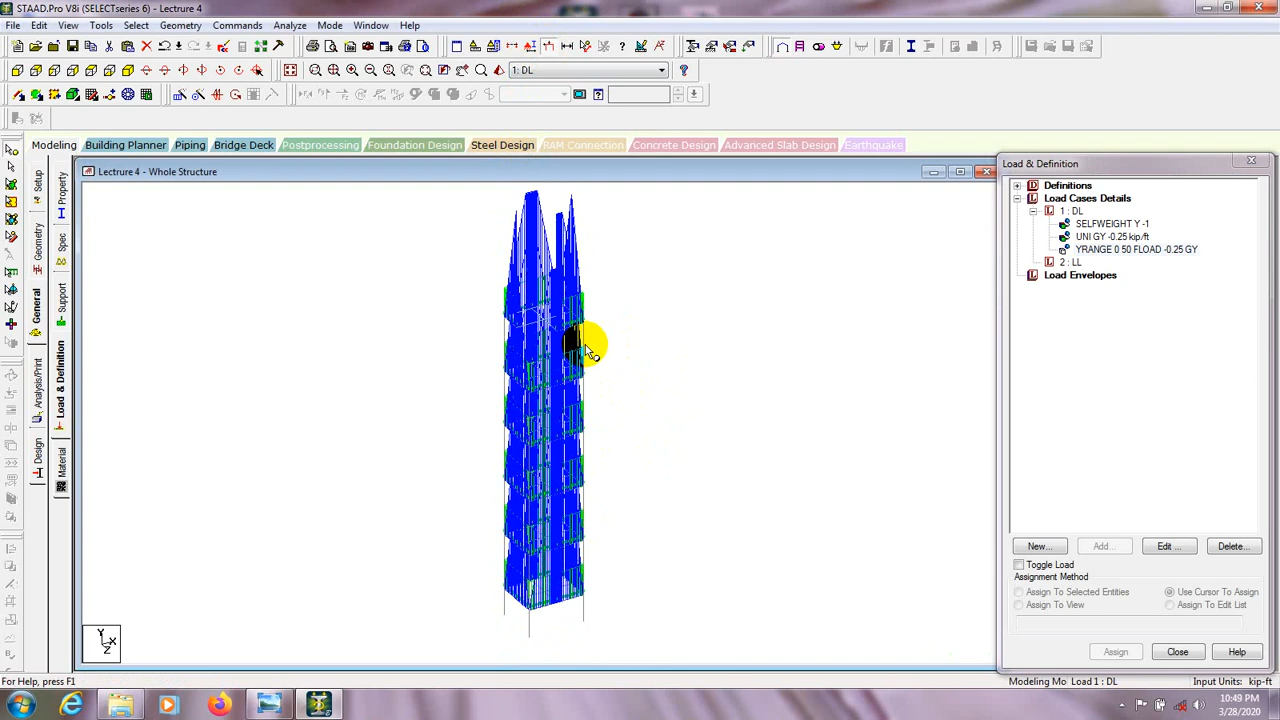 STAAD.Pro V8i (SELECTseries 6) - Lectrure 4
File Edit View Tools Select Geometry Commands Analyze Mode Window Help
1: DL
Modeling Building Planner Piping Bridge Deck Postprocessing Foundation Design Steel Design RAM Connection Concrete Design Advanced Slab Design Earthquake
Setup
Geometry
General
Analysis/Print
Design
Property
Spec
Support
Load & Definition
Material
Lectrure 4 - Whole Structure
Y
X
Z
Load & Definition
Definitions
Load Cases Details
1 : DL
SELFWEIGHT Y -1
UNI GY -0.25 kip/ft
YRANGE 0 50 FLOAD -0.25 GY
2 : LL
Load Envelopes
New... Add... Edit ... Delete...
Toggle Load
Assignment Method
Assign To Selected Entities Use Cursor To Assign
Assign To View Assign To Edit List
Assign Close Help
For Help, press F1
Modeling Mo Load 1 : DL Input Units: kip-ft
10:49 PM
3/28/2020